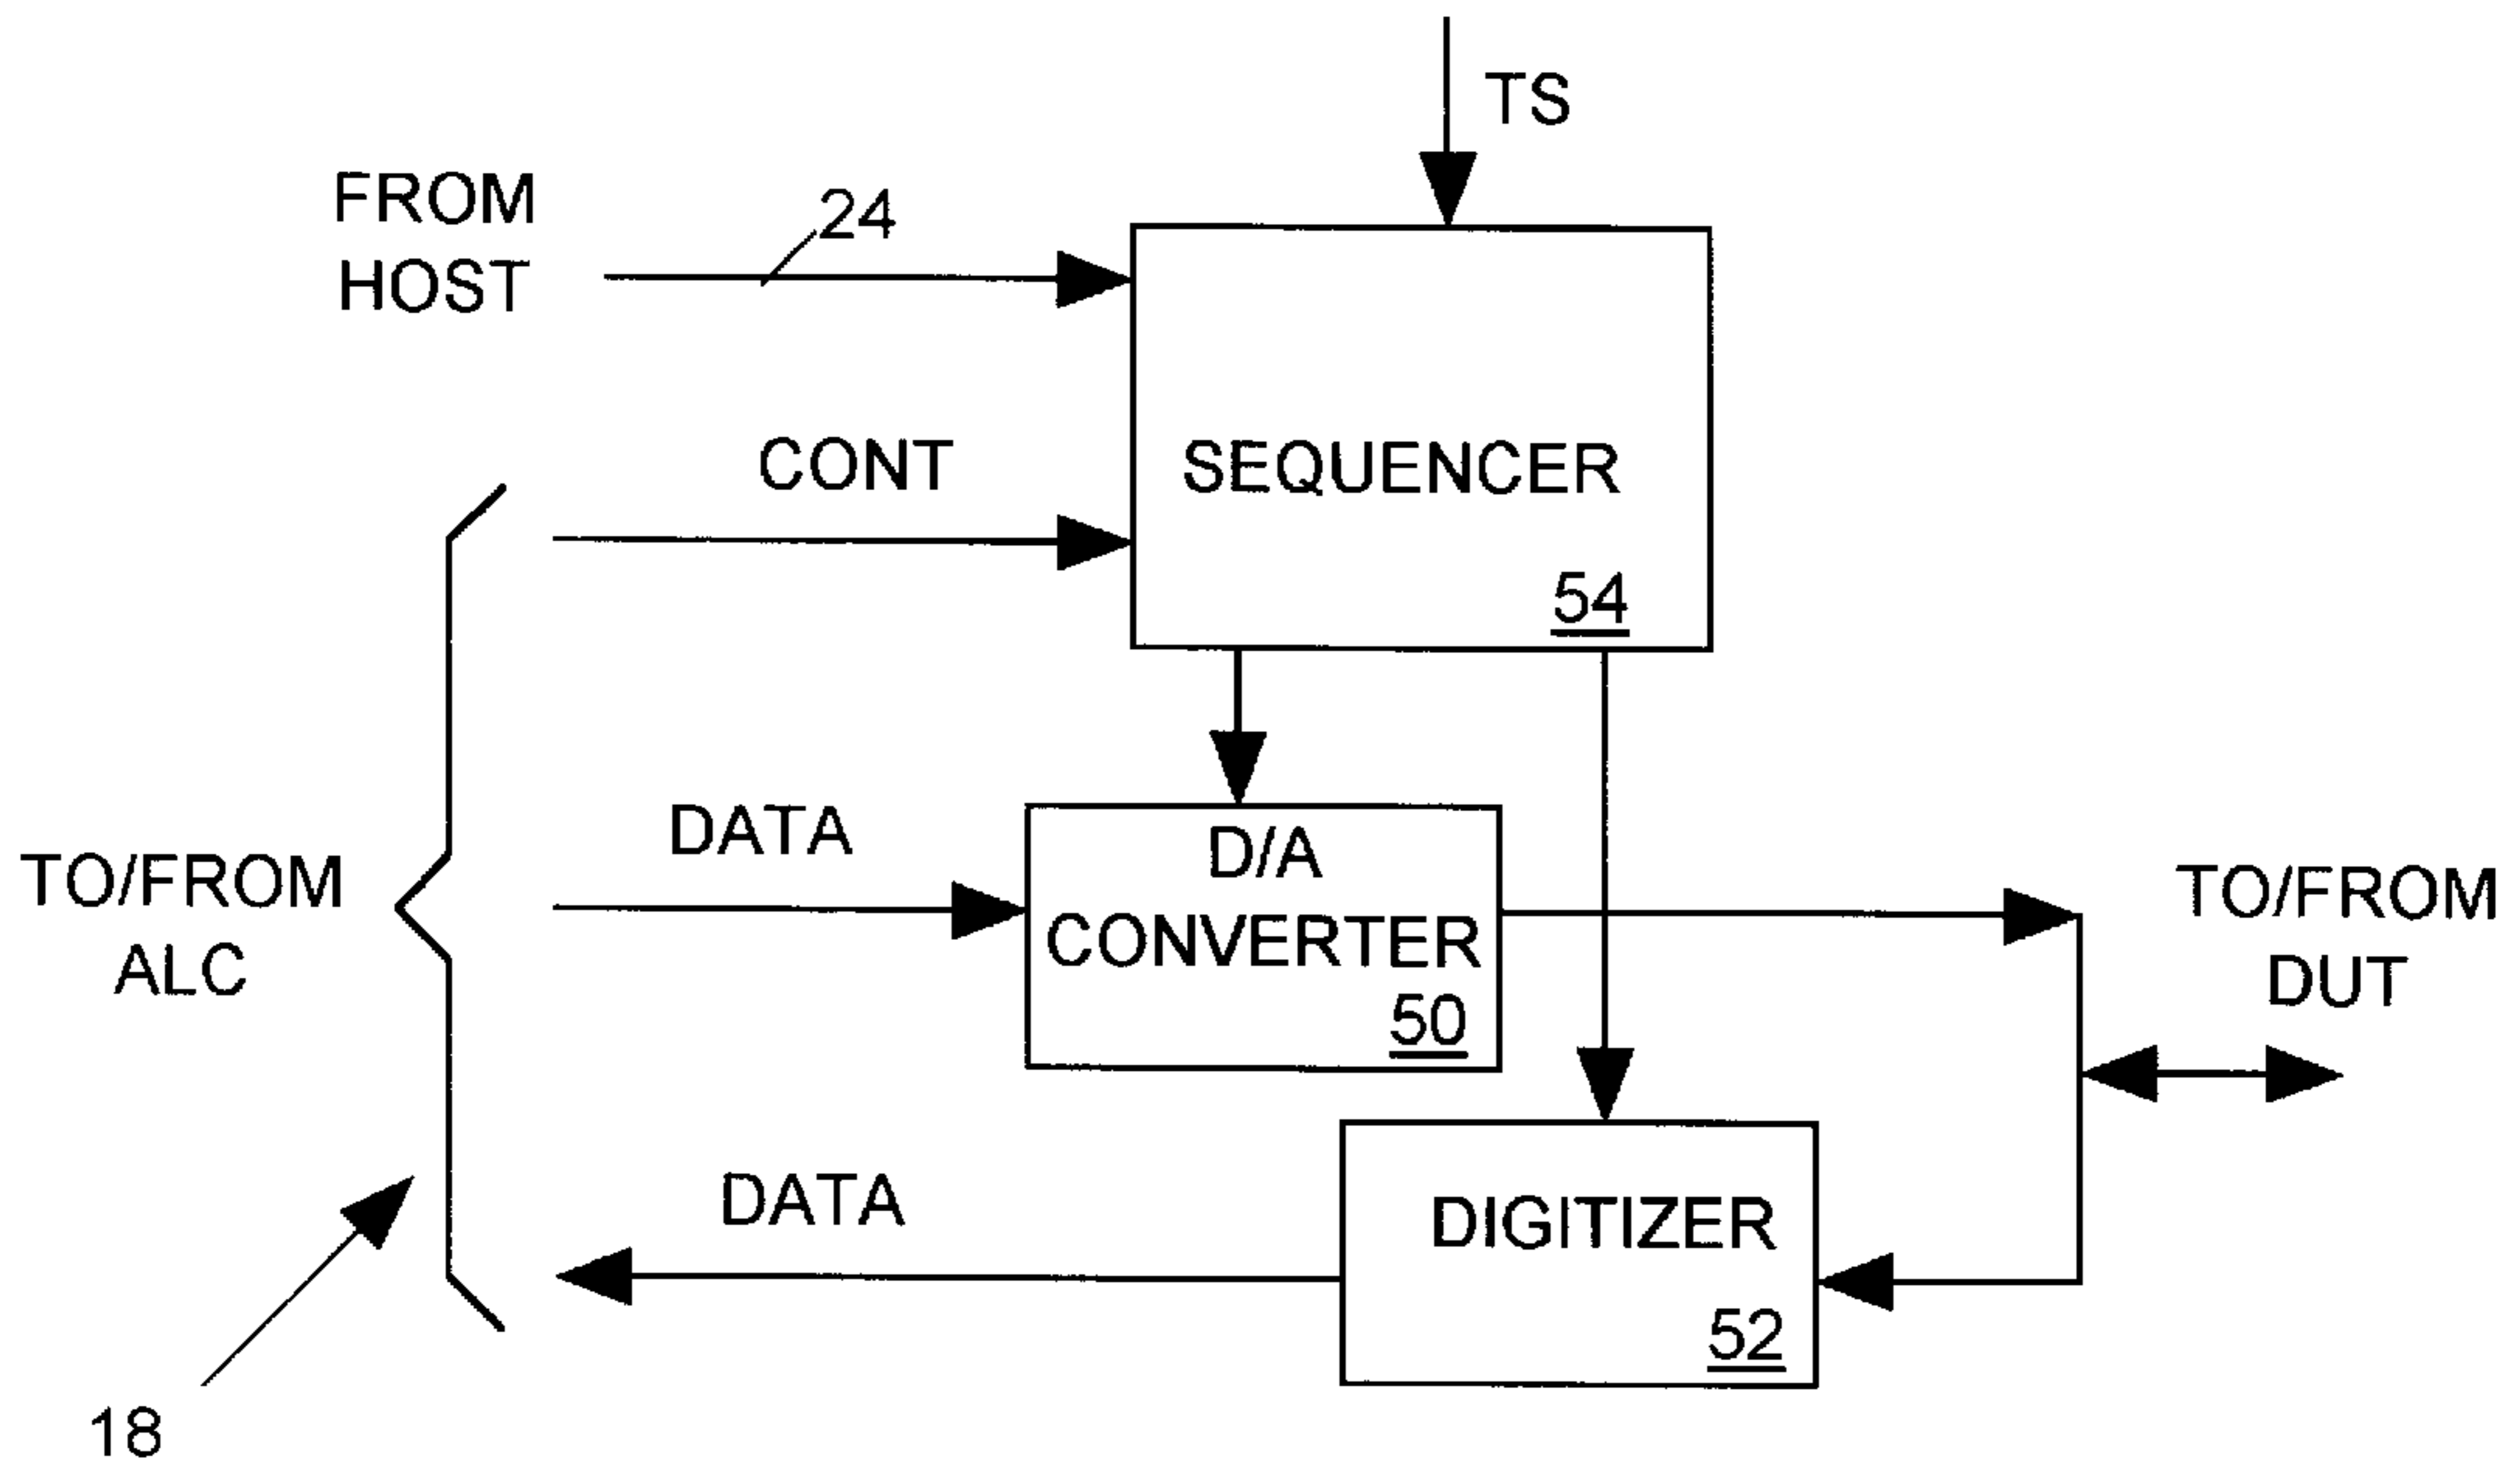 TS
FROM
HOST
24
CONT
SEQUENCER
54
DATA
D/A
CONVERTER
50
TO/FROM
ALC
TO/FROM
DUT
DATA
DIGITIZER
52
18